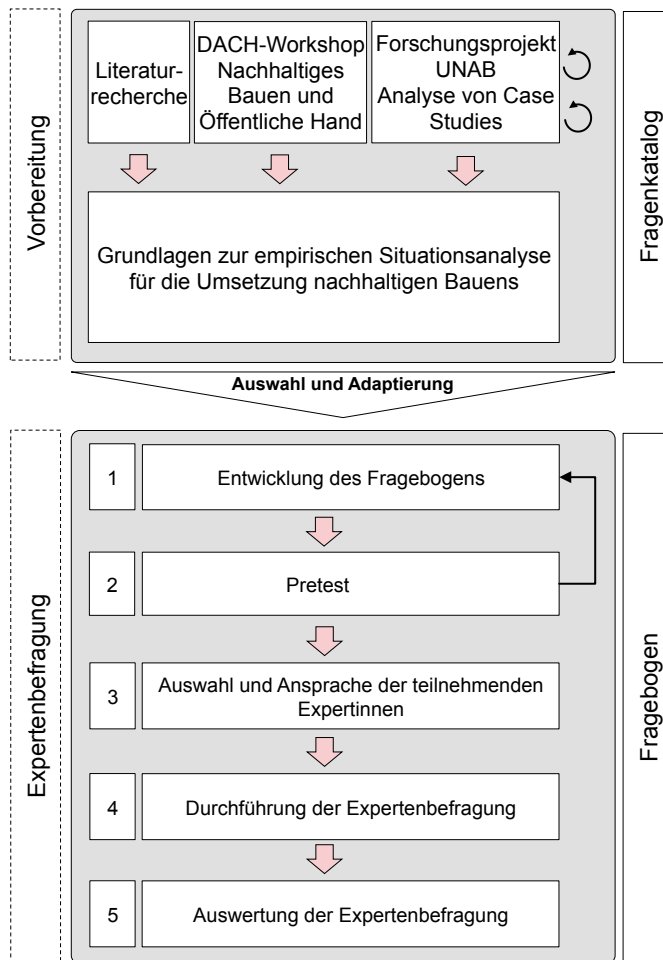 Vorbereitung
Literatur-
recherche
DACH-Workshop
Nachhaltiges
Bauen und
Öffentliche Hand
Forschungsprojekt
UNAB
Analyse von Case
Studies
Fragenkatalog
Grundlagen zur empirischen Situationsanalyse
für die Umsetzung nachhaltigen Bauens
Auswahl und Adaptierung
Expertenbefragung
1
Entwicklung des Fragebogens
2
Pretest
3
Auswahl und Ansprache der teilnehmenden
Expertinnen
4
Durchführung der Expertenbefragung
5
Auswertung der Expertenbefragung
Fragebogen